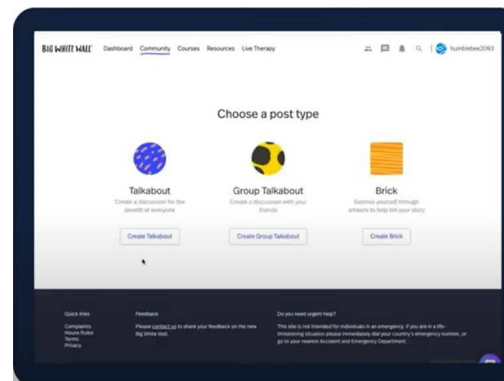 BIG WHITE WALL
Dashboard Community Courses Resources Live Therapy
humblebee2093
Choose a post type
Talkabout
Create a discussion for the
benefit of everyone
Create Talkabout
Group Talkabout
Create a discussion with your
friends
Create Group Talkabout
Brick
Express yourself through
artwork to help tell your story
Create Brick
Quick links
Complaints
House Rules
Terms
Privacy
Feedback
Please contact us to share your feedback on the new
Big White Wall.
Do you need urgent help?
This site is not intended for individuals in an emergency. If you are in a life-
threatening situation please immediately dial your country's emergency number, or
go to your nearest Accident and Emergency Department.